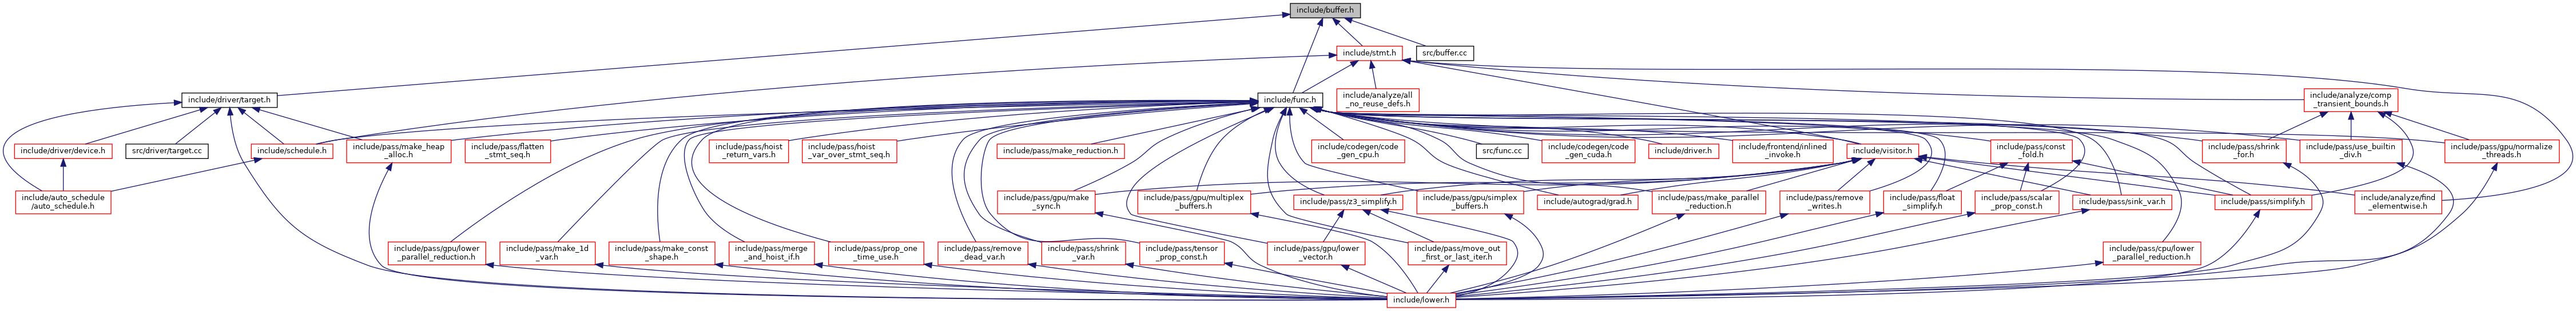 include/buffer.h
include/stmt.h
src/buffer.cc
include/driver/target.h
include/func.h
include/analyze/all
_no_reuse_defs.h
include/analyze/comp
_transient_bounds.h
include/driver/device.h
src/driver/target.cc
include/schedule.h
include/pass/make_heap
_alloc.h
include/pass/flatten
_stmt_seq.h
include/pass/hoist
_return_vars.h
include/pass/hoist
_var_over_stmt_seq.h
include/pass/make_reduction.h
include/codegen/code
_gen_cpu.h
src/func.cc
include/codegen/code
_gen_cuda.h
include/driver.h
include/frontend/inlined
_invoke.h
include/visitor.h
include/pass/const
_fold.h
include/pass/shrink
_for.h
include/pass/use_builtin
_div.h
include/pass/gpu/normalize
_threads.h
include/auto_schedule
/auto_schedule.h
include/pass/gpu/make
_sync.h
include/pass/gpu/multiplex
_buffers.h
include/pass/z3_simplify.h
include/pass/gpu/simplex
_buffers.h
include/autograd/grad.h
include/pass/make_parallel
_reduction.h
include/pass/remove
_writes.h
include/pass/float
_simplify.h
include/pass/scalar
_prop_const.h
include/pass/sink_var.h
include/pass/simplify.h
include/analyze/find
_elementwise.h
include/pass/gpu/lower
_parallel_reduction.h
include/pass/make_1d
_var.h
include/pass/make_const
_shape.h
include/pass/merge
_and_hoist_if.h
include/pass/prop_one
_time_use.h
include/pass/remove
_dead_var.h
include/pass/shrink
_var.h
include/pass/tensor
_prop_const.h
include/pass/gpu/lower
_vector.h
include/pass/move_out
_first_or_last_iter.h
include/pass/cpu/lower
_parallel_reduction.h
include/lower.h